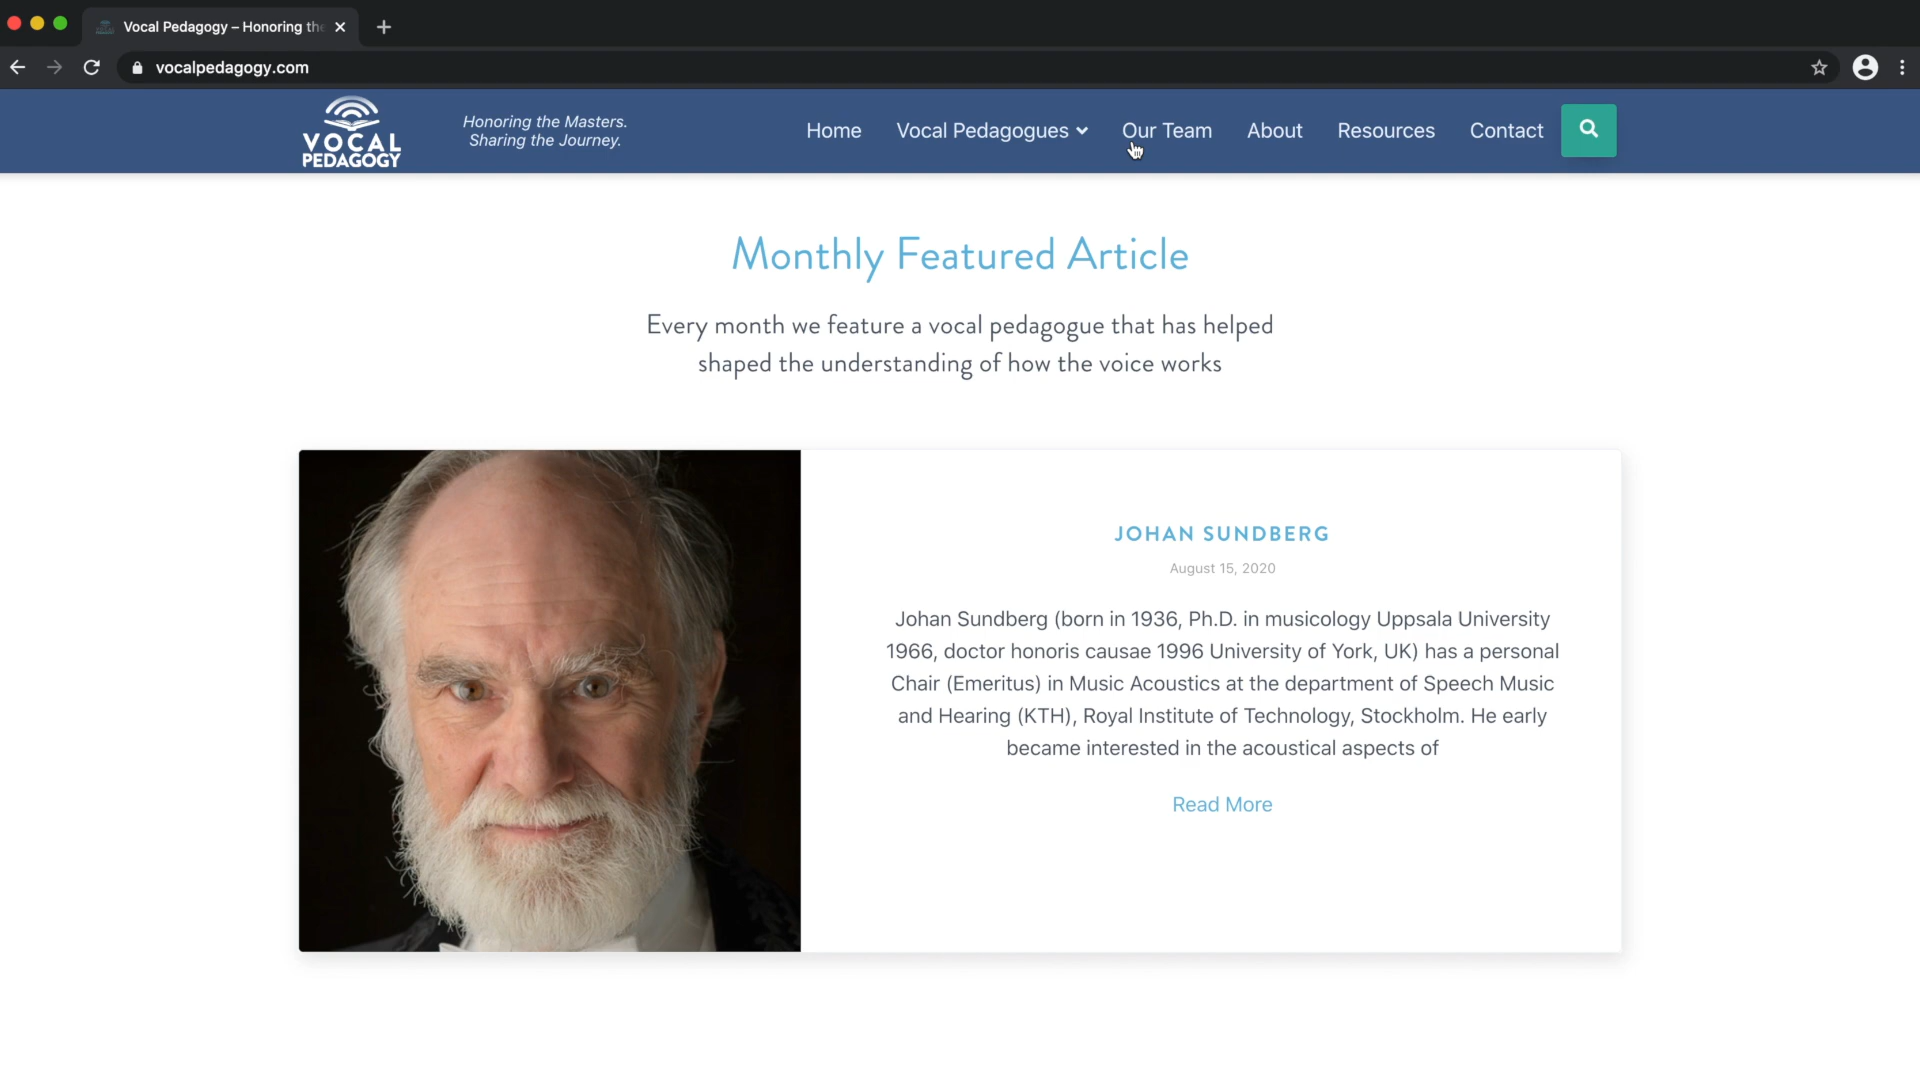 Vocal Pedagogy – Honoring the
vocalpedagogy.com
VOCAL
PEDAGOGY
Honoring the Masters.
Sharing the Journey.
Home
Vocal Pedagogues
Our Team
About
Resources
Contact
Monthly Featured Article
Every month we feature a vocal pedagogue that has helped
shaped the understanding of how the voice works
JOHAN SUNDBERG
August 15, 2020
Johan Sundberg (born in 1936, Ph.D. in musicology Uppsala University
1966, doctor honoris causae 1996 University of York, UK) has a personal
Chair (Emeritus) in Music Acoustics at the department of Speech Music
and Hearing (KTH), Royal Institute of Technology, Stockholm. He early
became interested in the acoustical aspects of
Read More